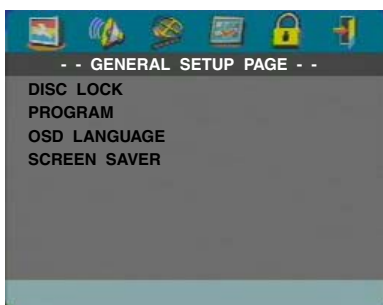 - - GENERAL SETUP PAGE - -
DISC LOCK
PROGRAM
OSD LANGUAGE
SCREEN SAVER